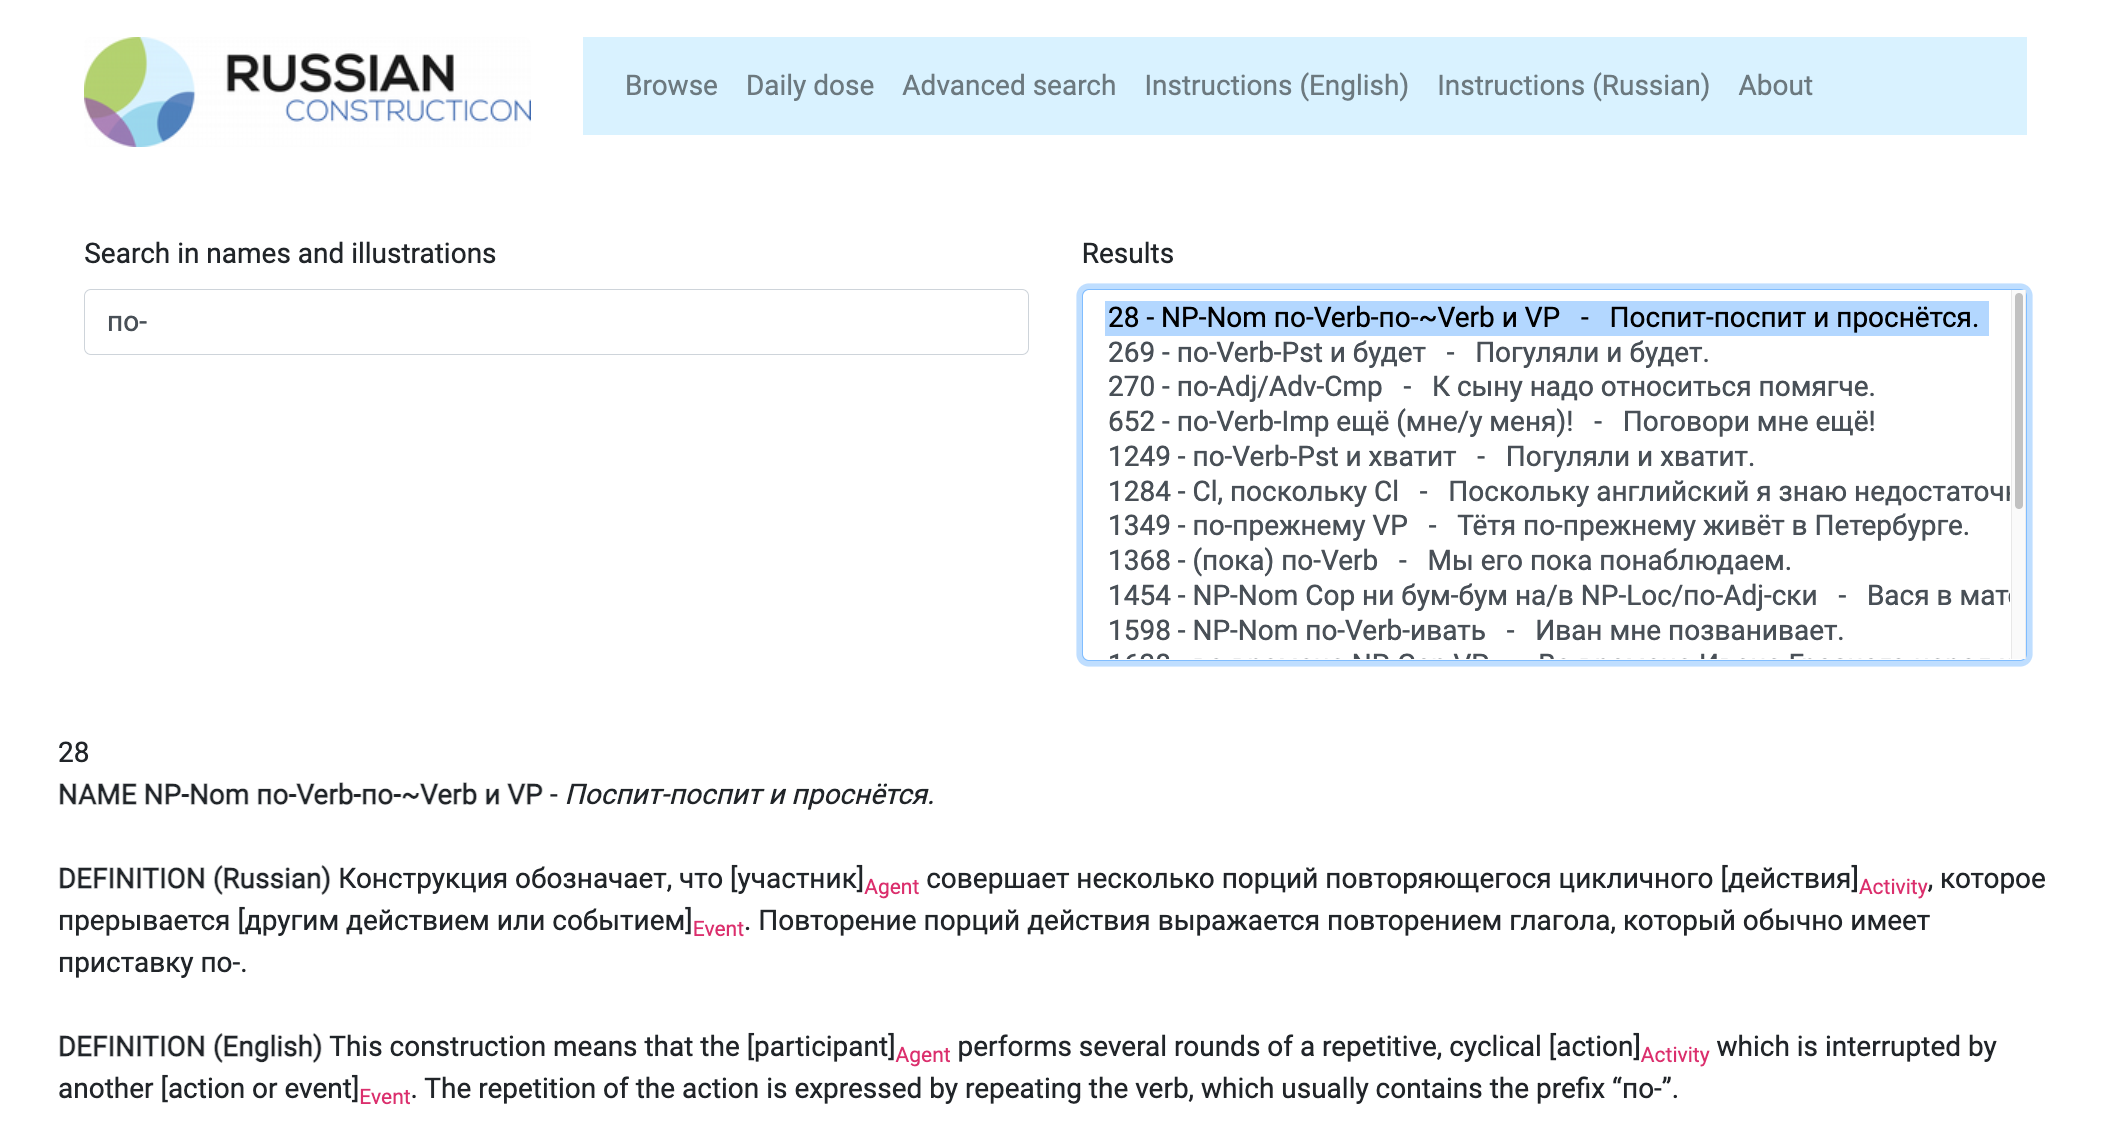 RUSSIAN
CONSTRUCTICON
Browse Daily dose Advanced search Instructions (English) Instructions (Russian) About
Search in names and illustrations
по-
Results
28 - NP-Nom по-Verb-по-~Verb и VP - Поспит-поспит и проснётся.
269 - по-Verb-Pst и будет - Погуляли и будет.
270 - по-Adj/Adv-Cmp - К сыну надо относиться помягче.
652 - по-Verb-Imp ещё (мне/у меня)! - Поговори мне ещё!
1249 - по-Verb-Pst и хватит - Погуляли и хватит.
1284 - Cl, поскольку Cl - Поскольку английский я знаю
1349 - по-прежнему VP - Тётя по-прежнему живёт в Петербурге.
1368 - (пока) по-Verb - Мы его пока понаблюдаем.
1454 - NP-Nom Cop ни бум-бум на/в NP-Loc/по-Adj-ски - Вася в
1598 - NP-Nom по-Verb-ивать - Иван мне позванивает.
28
NAME NP-Nom по-Verb-по-~Verb и VP - Поспит-поспит и проснётся.
DEFINITION (Russian) Конструкция обозначает, что [участник]Agent совершает несколько порций повторяющегося цикличного [действия]Activity, которое
прерывается [другим действием или событием]Event. Повторение порций действия выражается повторением глагола, который обычно имеет
приставку по-.
DEFINITION (English) This construction means that the [participant]Agent performs several rounds of a repetitive, cyclical [action]Activity which is interrupted by
another [action or event]Event. The repetition of the action is expressed by repeating the verb, which usually contains the prefix “по-”.